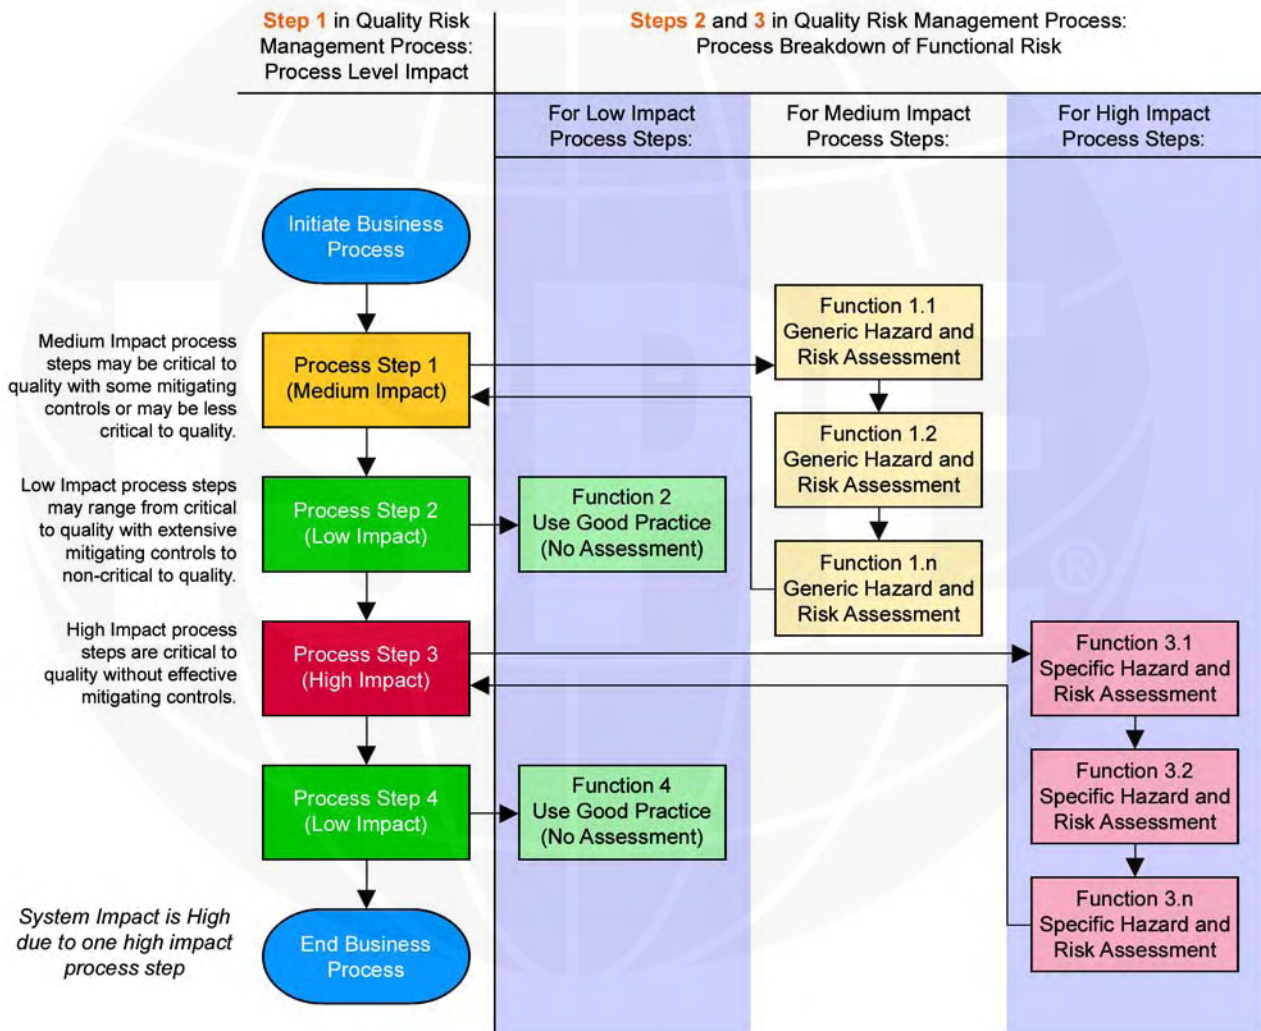 Step 1 in Quality Risk
Management Process:
Process Level Impact
Steps 2 and 3 in Quality Risk Management Process:
Process Breakdown of Functional Risk
For Low Impact
Process Steps:
For Medium Impact
Process Steps:
For High Impact
Process Steps:
Initiate Business
Process
Medium Impact process
steps may be critical to
quality with some mitigating
controls or may be less
critical to quality.
Process Step 1
(Medium Impact)
Function 1.1
Generic Hazard and
Risk Assessment
Function 1.2
Generic Hazard and
Risk Assessment
Function 1.n
Generic Hazard and
Risk Assessment
Low Impact process steps
may range from critical
to quality with extensive
mitigating controls to
non-critical to quality.
Process Step 2
(Low Impact)
Function 2
Use Good Practice
(No Assessment)
High Impact process
steps are critical to
quality without effective
mitigating controls.
Process Step 3
(High Impact)
Function 3.1
Specific Hazard and
Risk Assessment
Function 3.2
Specific Hazard and
Risk Assessment
Function 3.n
Specific Hazard and
Risk Assessment
Process Step 4
(Low Impact)
Function 4
Use Good Practice
(No Assessment)
System Impact is High
due to one high impact
process step
End Business
Process
ISPE
®